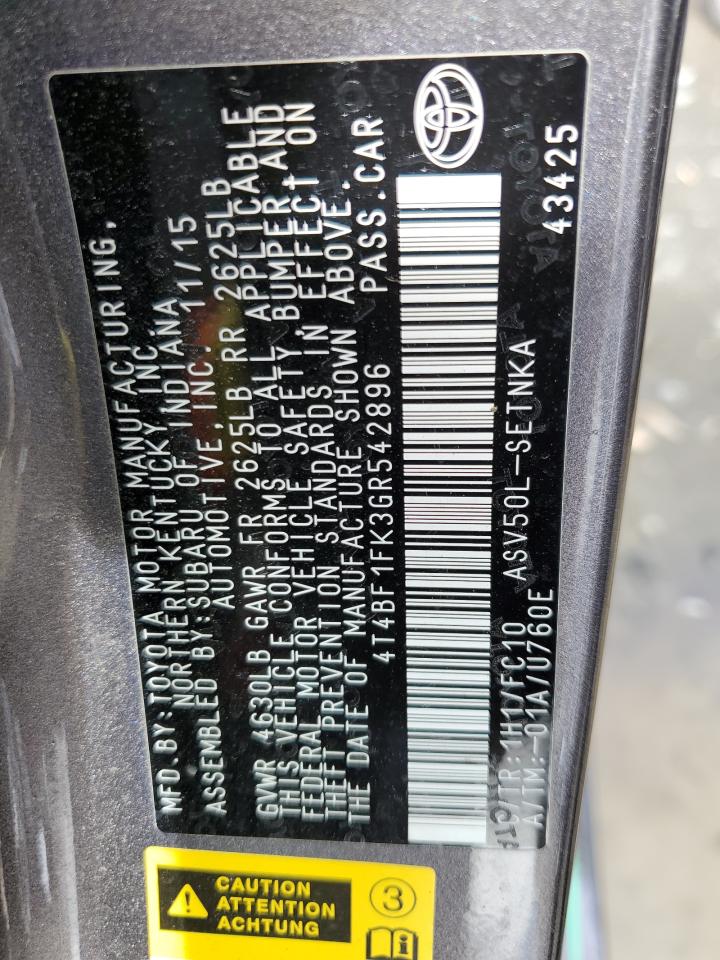 MFD.BY:TOYOTA MOTOR MANUFACTURING,
NORTHERN KENTUCKY,INC.
ASSEMBLED BY:SUBARU OF INDIANA
AUTOMOTIVE,INC. 11/15
GVWR 4630LB GAWR FR 2625LB RR 2625LB
THIS VEHICLE CONFORMS TO ALL APPLICABLE
FEDERAL MOTOR VEHICLE SAFETY,BUMPER,AND
THEFT PREVENTION STANDARDS IN EFFECT ON
THE DATE OF MANUFACTURE SHOWN ABOVE.
4T4BF1FK3GR542896 PASS.CAR
C/TR:1H1/FC10 ASV50L-SETNKA
A/TM:-01A/U760E 43425
CAUTION
ATTENTION
ACHTUNG
3